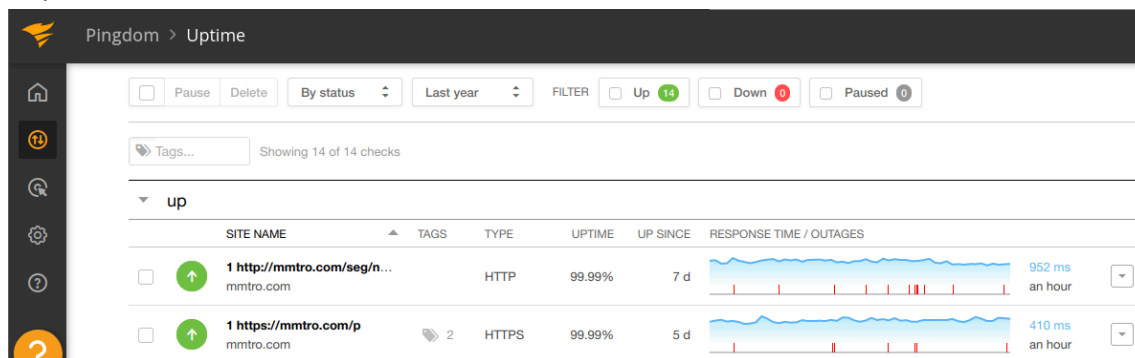 Pingdom > Uptime
Pause Delete By status Last year FILTER Up 14 Down 0 Paused 0
Tags... Showing 14 of 14 checks
up
SITE NAME TAGS TYPE UPTIME UP SINCE RESPONSE TIME / OUTAGES
1 http://mmtro.com/seg/n... HTTP 99.99% 7 d 952 ms
mmtro.com an hour
1 https://mmtro.com/p 2 HTTPS 99.99% 5 d 410 ms
mmtro.com an hour
?